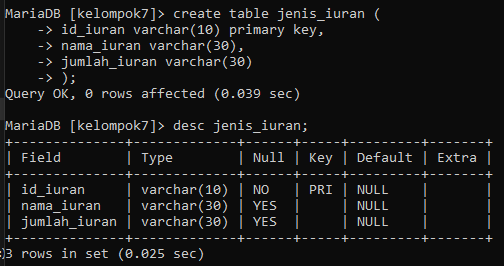 MariaDB [kelompok7]> create table jenis_iuran (
    -> id_iuran varchar(10) primary key,
    -> nama_iuran varchar(30),
    -> jumlah_iuran varchar(30)
    -> );
Query OK, 0 rows affected (0.039 sec)

MariaDB [kelompok7]> desc jenis_iuran;
+--------------+-------------+------+-----+---------+-------+
| Field        | Type        | Null | Key | Default | Extra |
+--------------+-------------+------+-----+---------+-------+
| id_iuran     | varchar(10) | NO   | PRI | NULL    |       |
| nama_iuran   | varchar(30) | YES  |     | NULL    |       |
| jumlah_iuran | varchar(30) | YES  |     | NULL    |       |
+--------------+-------------+------+-----+---------+-------+
3 rows in set (0.025 sec)